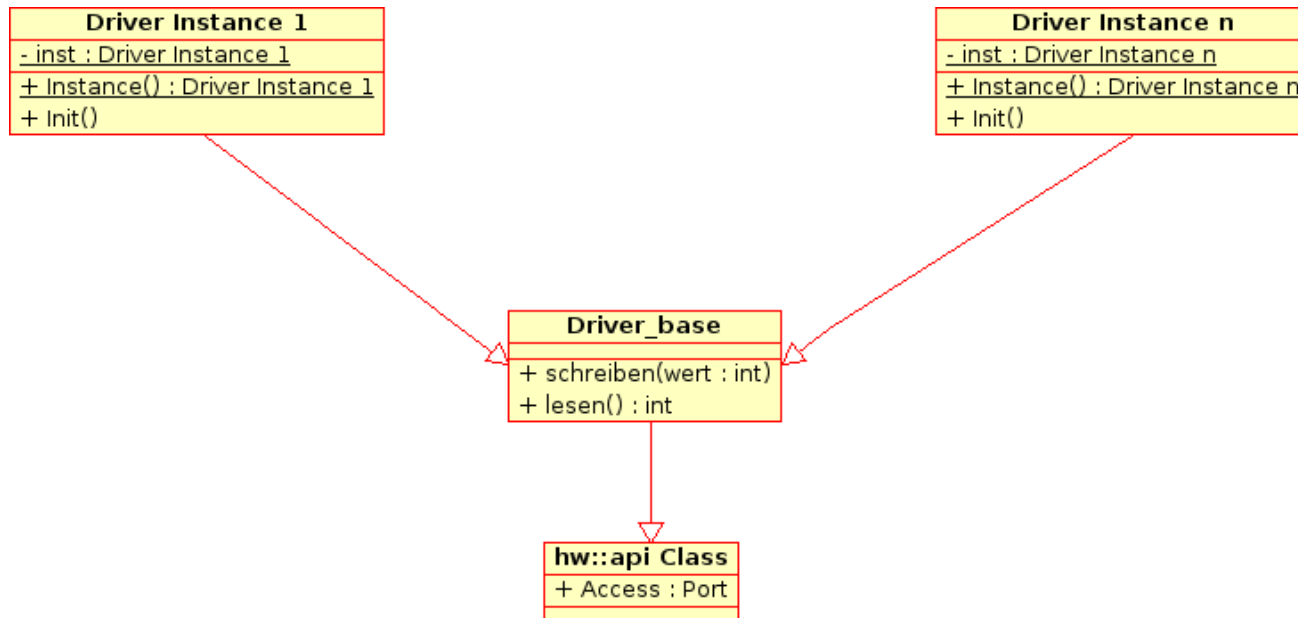 Driver Instance 1
- inst : Driver Instance 1
+ Instance() : Driver Instance 1
+ Init()
Driver Instance n
- inst : Driver Instance n
+ Instance() : Driver Instance n
+ Init()
Driver_base
+ schreiben(wert : int)
+ lesen() : int
hw::api Class
+ Access : Port